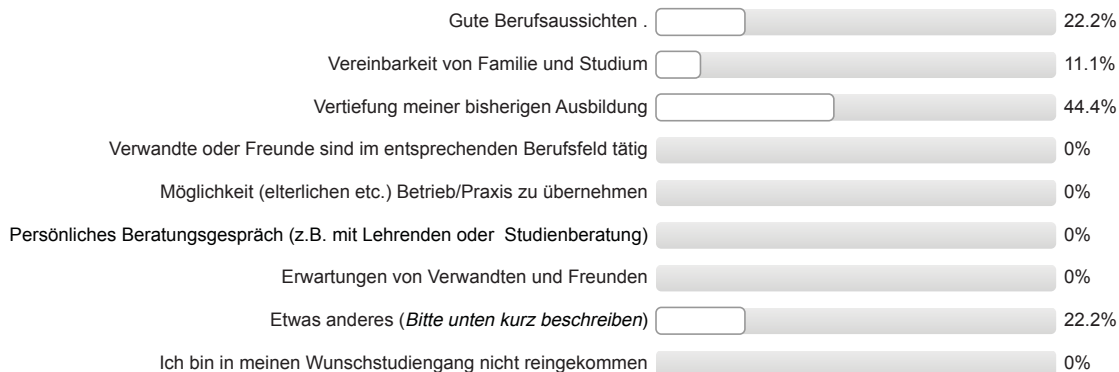 Gute Berufsaussichten . 22.2%
Vereinbarkeit von Familie und Studium 11.1%
Vertiefung meiner bisherigen Ausbildung 44.4%
Verwandte oder Freunde sind im entsprechenden Berufsfeld tätig 0%
Möglichkeit (elterlichen etc.) Betrieb/Praxis zu übernehmen 0%
Persönliches Beratungsgespräch (z.B. mit Lehrenden oder Studienberatung) 0%
Erwartungen von Verwandten und Freunden 0%
Etwas anderes (Bitte unten kurz beschreiben) 22.2%
Ich bin in meinen Wunschstudiengang nicht reingekommen 0%